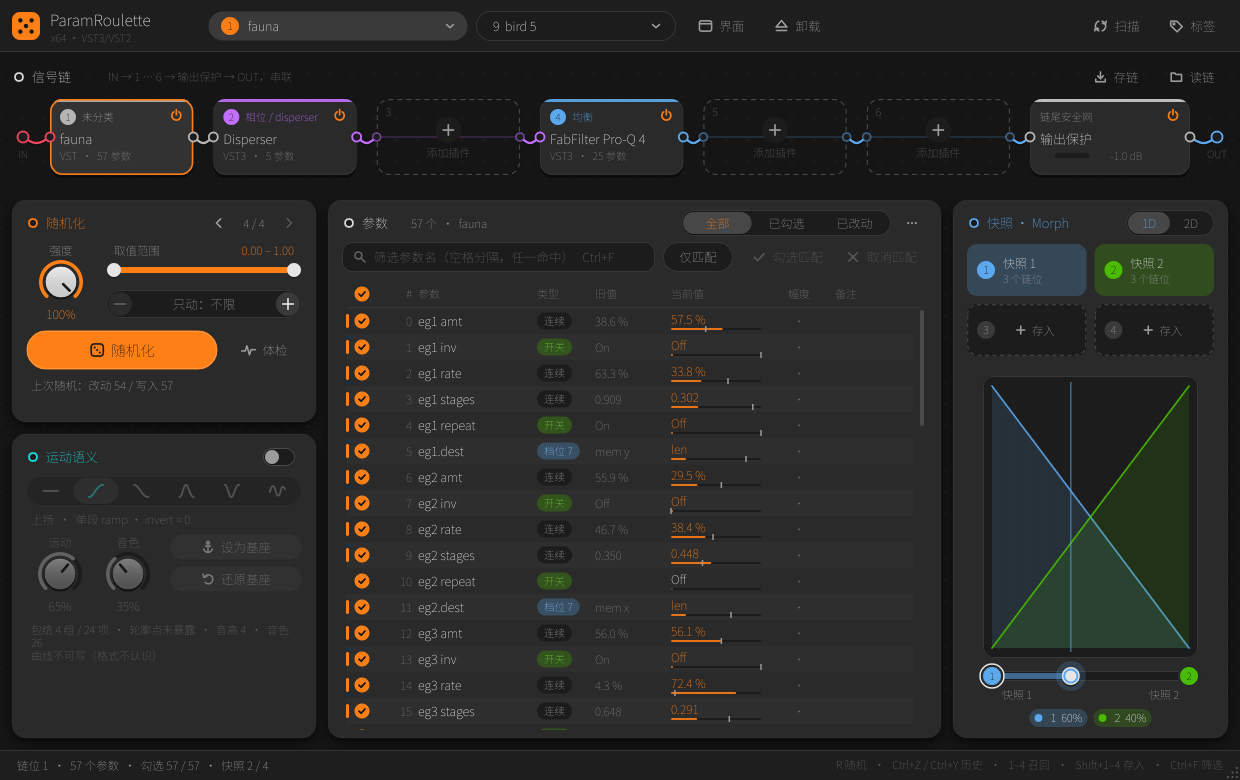 ParamRoulette
x64 • VST3/VST2
1 fauna
9 bird 5
界面
卸载
扫描
标签
信号链
IN → 1 ··· 6 → 输出保护 → OUT，串联
存链
读链
1 未分类
fauna
VST • 57 参数
2 相位 / disperser
Disperser
VST3 • 5 参数
3
添加插件
4 均衡
FabFilter Pro-Q 4
VST3 • 25 参数
5
添加插件
6
添加插件
链尾安全网
输出保护
-1.0 dB
IN
OUT
随机化
4 / 4
强度
取值范围
0.00 – 1.00
只动：不限
100%
随机化
体检
上次随机：改动 54 / 写入 57
运动语义
上扬 • 单段 ramp • invert = 0
运动
音色
设为基座
还原基座
65%
35%
包络 4 组 / 24 项 • 轮廓点未暴露 • 音高 4 • 音色
26
曲线不可写（格式不认识）
参数 57 个 • fauna
全部
已勾选
已改动
筛选参数名（空格分隔，任一命中） Ctrl+F
仅匹配
勾选匹配
取消匹配
# 参数 类型 旧值 当前值 幅度 备注
0 eg1 amt 连续 38.6 % 57.5 %
1 eg1 inv 开关 On Off
2 eg1 rate 连续 63.3 % 33.8 %
3 eg1 stages 连续 0.909 0.302
4 eg1 repeat 开关 On Off
5 eg1.dest 档位 7 mem y len
6 eg2 amt 连续 55.9 % 29.5 %
7 eg2 inv 开关 Off Off
8 eg2 rate 连续 46.7 % 38.4 %
9 eg2 stages 连续 0.350 0.448
10 eg2 repeat 开关 Off
11 eg2.dest 档位 7 mem x len
12 eg3 amt 连续 56.0 % 56.1 %
13 eg3 inv 开关 On Off
14 eg3 rate 连续 4.3 % 72.4 %
15 eg3 stages 连续 0.648 0.291
快照 • Morph
1D
2D
1 快照 1
3 个链位
2 快照 2
3 个链位
3 存入
4 存入
1
2
快照 1
快照 2
1 60%
2 40%
链位 1 • 57 个参数 • 勾选 57 / 57 • 快照 2 / 4
R 随机 • Ctrl+Z / Ctrl+Y 历史 • 1–4 召回 • Shift+1–4 存入 • Ctrl+F 筛选